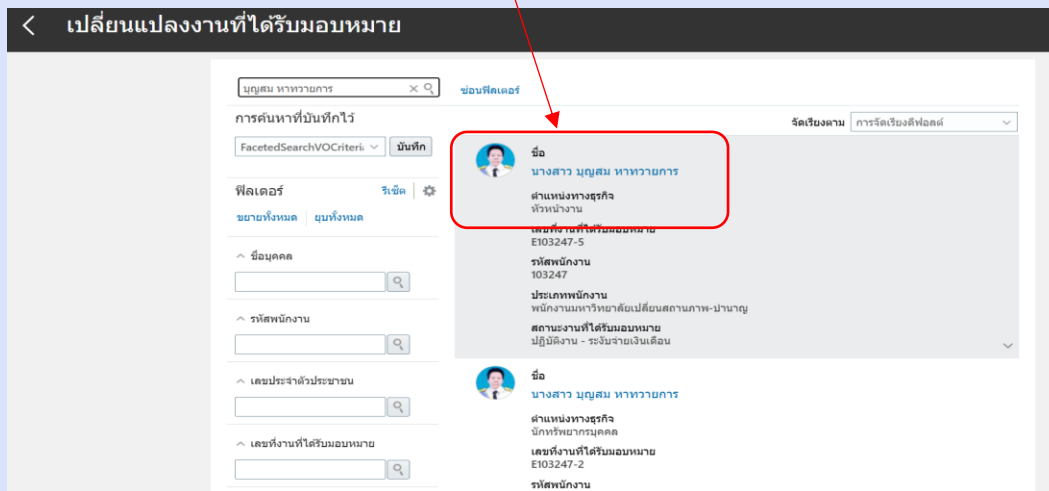 เปลี่ยนแปลงงานที่ได้รับมอบหมาย
บุญสม หาทวายการ
ซ่อนฟิลเตอร์
การค้นหาที่บันทึกไว้
จัดเรียงตาม การจัดเรียงดีฟอลต์
FacetedSearchVOCriteri บันทึก
ชื่อ
นางสาว บุญสม หาทวายการ
ฟิลเตอร์ รีเซ็ต
ตำแหน่งทางธุรกิจ
หัวหน้างาน
ขยายทั้งหมด ยุบทั้งหมด
เลขที่งานที่ได้รับมอบหมาย
E103247-5
ชื่อบุคคล
รหัสพนักงาน
103247
ประเภทพนักงาน
พนักงานมหาวิทยาลัยเปลี่ยนสถานภาพ-บำนาญ
รหัสพนักงาน
สถานะงานที่ได้รับมอบหมาย
ปฏิบัติงาน - ระงับจ่ายเงินเดือน
เลขประจำตัวประชาชน
ชื่อ
นางสาว บุญสม หาทวายการ
ตำแหน่งทางธุรกิจ
นักทรัพยากรบุคคล
เลขที่งานที่ได้รับมอบหมาย
เลขที่งานที่ได้รับมอบหมาย
E103247-2
รหัสพนักงาน